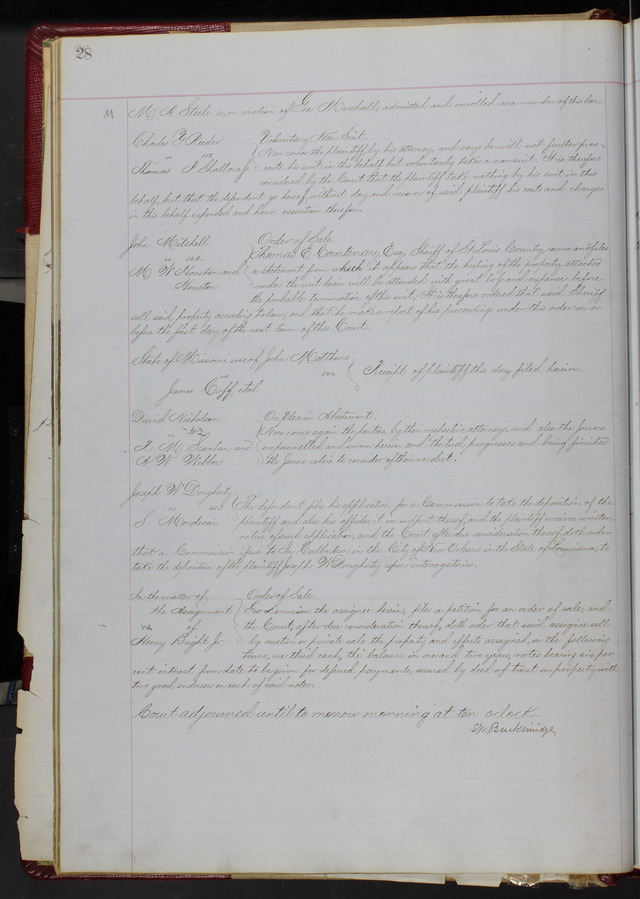 28
M R Steele is on motion of Geo Marshall, admitted and enrolled as a member of this bar.
Charles Reeder Voluntary Non Suit.
Now comes the plaintiff by his attorney and says he will not further prose-
Thomas J Shallcross cute his suit in this behalf but voluntarily takes a nonsuit. It is therefore
considered by the Court that the plaintiff take nothing by his suit in this
behalf, but that the defendant go hereof without day and recover of said plaintiff his costs and charges
in this behalf expended and have execution therefor.
John Mitchell Order of Sale
vs Thomas E Courtenay, Esq. Sheriff of St Louis County, comes and files
M W Houston and a statement from which it appears that the keeping of the property attached
Houston under the writ herein will be attended with great loss and expense before
the probable termination of this suit; It is therefore ordered that said Sheriff
sell said property according to law, and that he make a report of his proceedings under this order on or
before the first day of the next term of this Court.
State of Missouri use of John Matthews
vs Receipt of plaintiff this day filed herein.
James Goff, et al
David Nicholson On Plea in Abatement.
vs Now come again the parties, by their respective attorneys, and also the Jurors
R M Scanlan and empannelled and sworn herein and the trial progresses and being finished
H W Webber the Jurors retire to consider of their verdict.
Joseph W Dougherty
vs The defendant files his application for a Commission to take the deposition of the
S Mordecai plaintiff and also his affidavit in support thereof, and the plaintiff waives written
notice of said application, and the Court after due consideration thereof doth order
that a Commission issue to Culbertson in the City of New Orleans in the State of Louisiana, to
take the deposition of the plaintiff Joseph W Dougherty upon interrogatories.
In the matter of Order of Sale
the Assignment Geo Dennison the assignee herein, files a petition for an order of sale, and
of the Court, after due consideration thereof, doth order that said assignee sell
Henry Bright Jr by auction or private sale the property and effects assigned, on the following
terms, one third cash, the balance in one and two years, notes bearing six per
cent interest from date to be given for deferred payments, secured by deed of trust on property, with
two good endorsers on each of said notes.
Court adjourned until to morrow morning at ten oclock.
S M Breckinridge